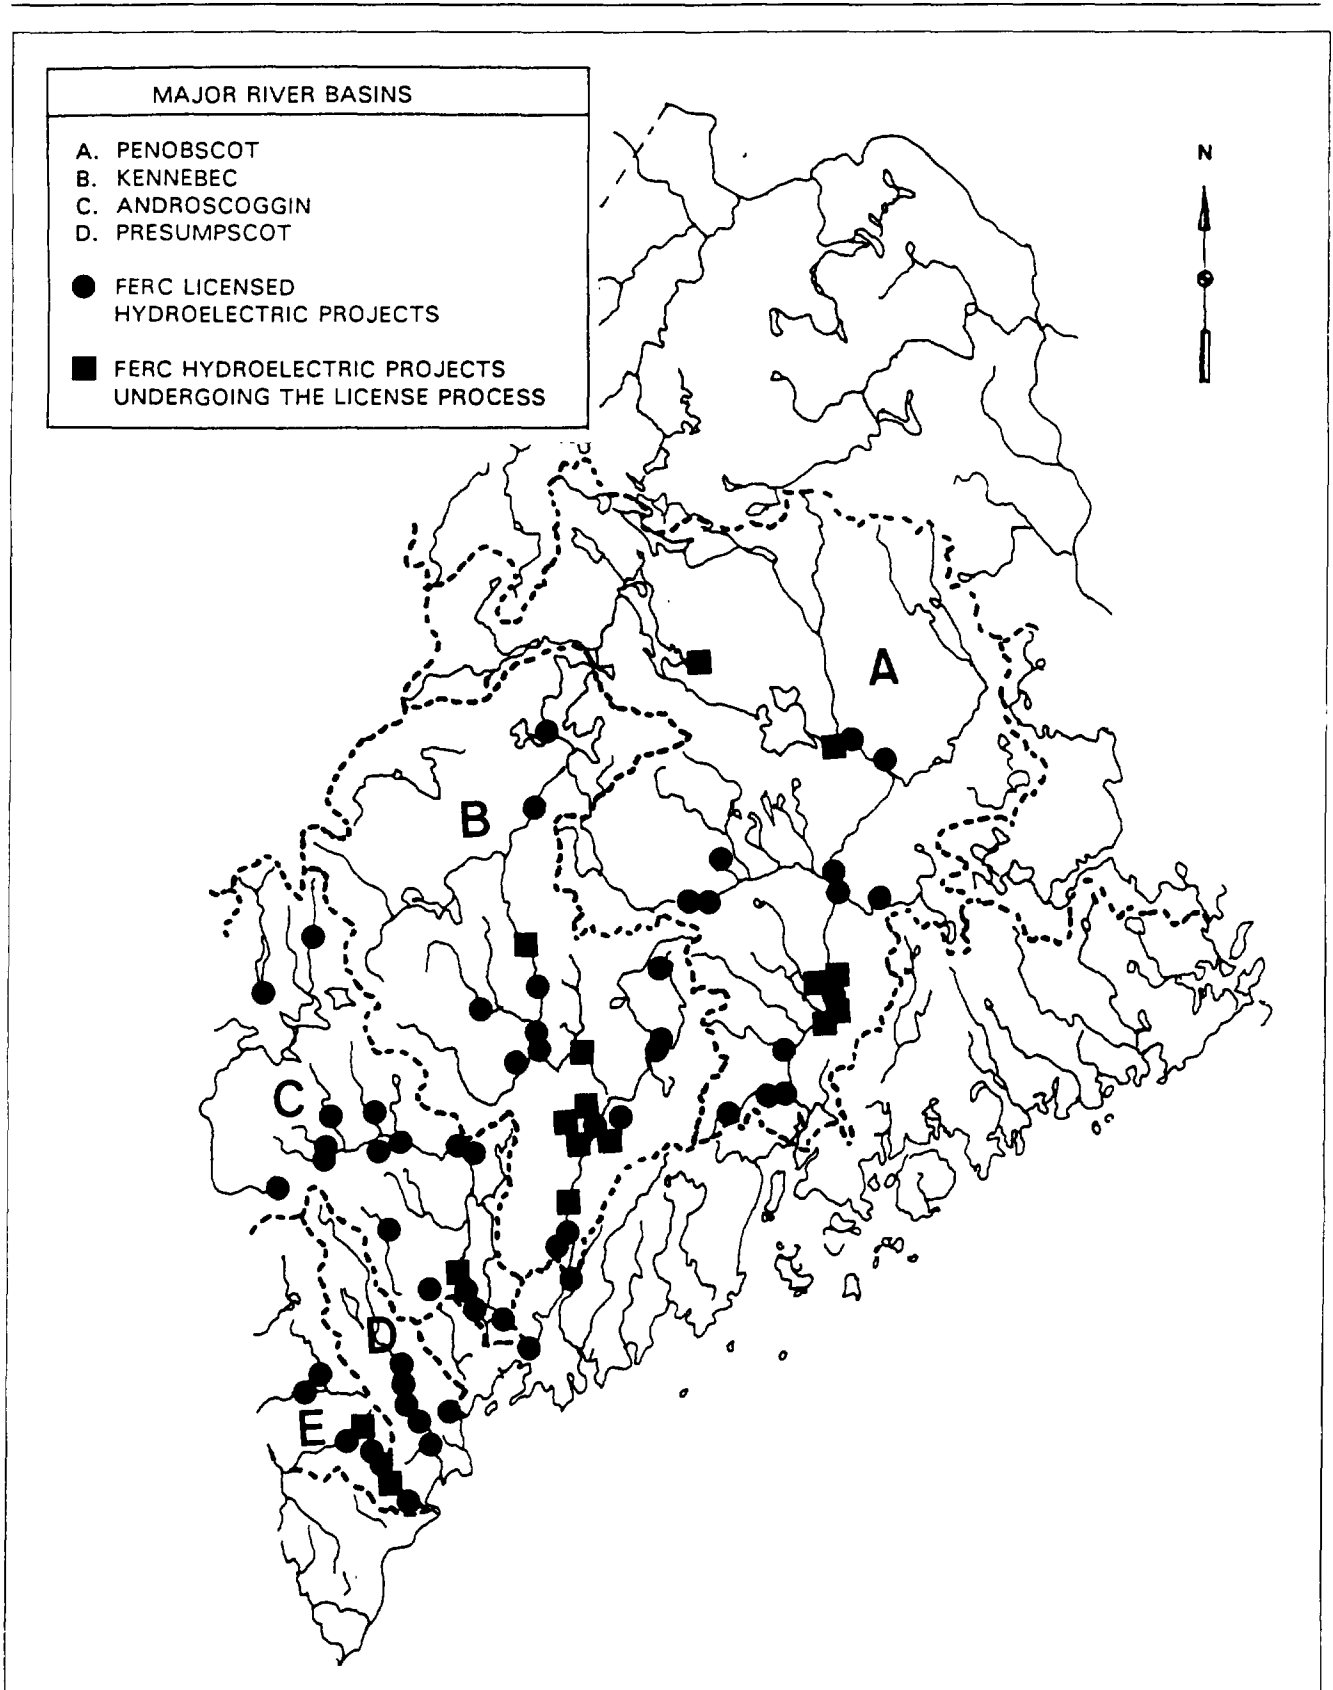 MAJOR RIVER BASINS
A. PENOBSCOT
B. KENNEBEC
C. ANDROSCOGGIN
D. PRESUMPSCOT
FERC LICENSED
HYDROELECTRIC PROJECTS
FERC HYDROELECTRIC PROJECTS
UNDERGOING THE LICENSE PROCESS
N
A
B
C
D
E